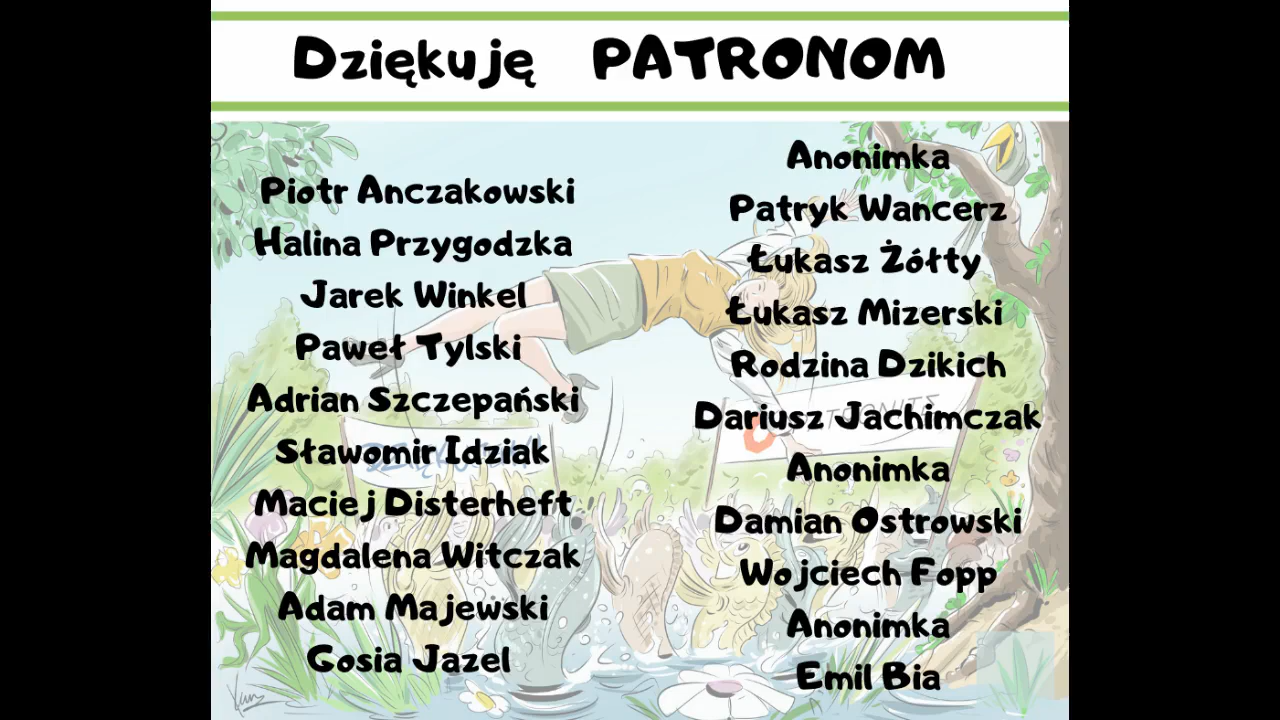 Dziękuję PATRONOM
Piotr Anczakowski
Halina Przygodzka
Jarek Winkel
Paweł Tylski
Adrian Szczepański
Sławomir Idziak
Maciej Disterheft
Magdalena Witczak
Adam Majewski
Gosia Jazel
Anonimka
Patryk Wancerz
Łukasz Żółty
Łukasz Mizerski
Rodzina Dzikich
Dariusz Jachimczak
Anonimka
Damian Ostrowski
Wojciech Fopp
Anonimka
Emil Bia